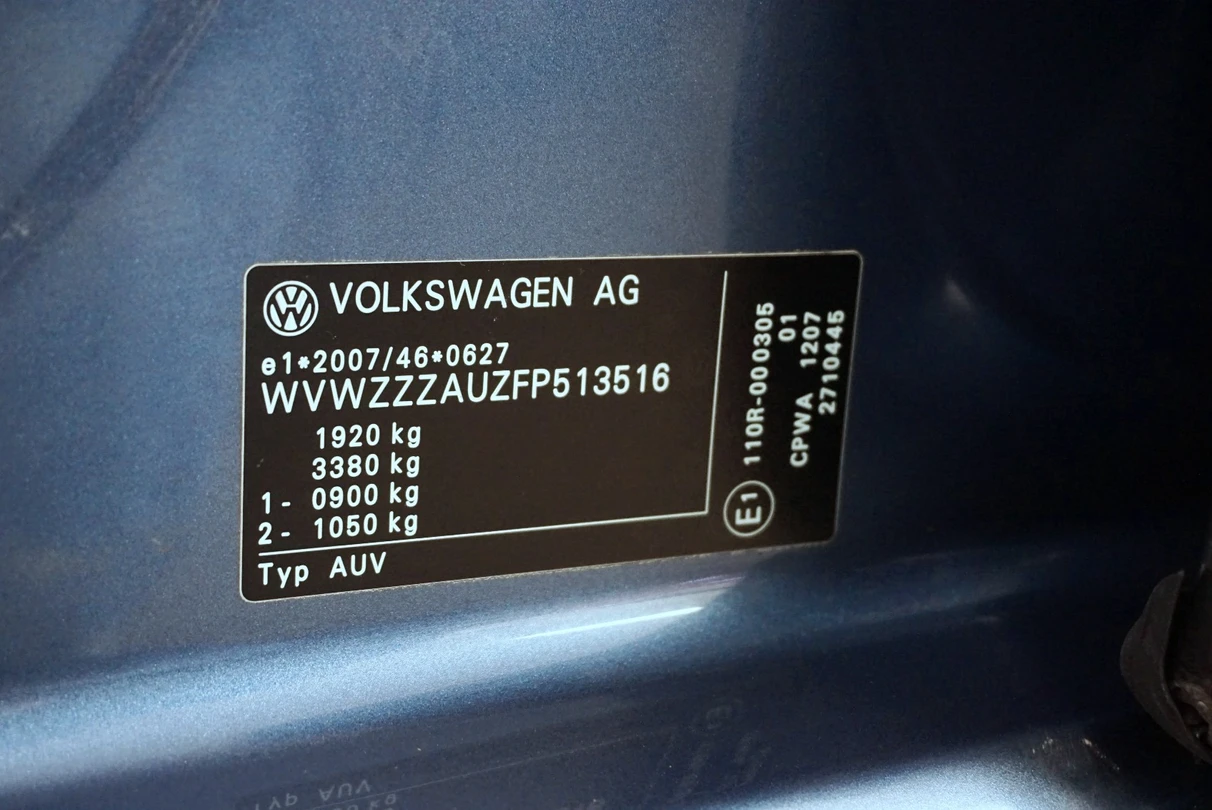 VOLKSWAGEN AG
e1*2007/46*0627
WVWZZZAUZFP513516
1920 kg
3380 kg
1- 0900 kg
2- 1050 kg
Typ AUV
E1 110R-000305
01
CPWA 1207
2710445